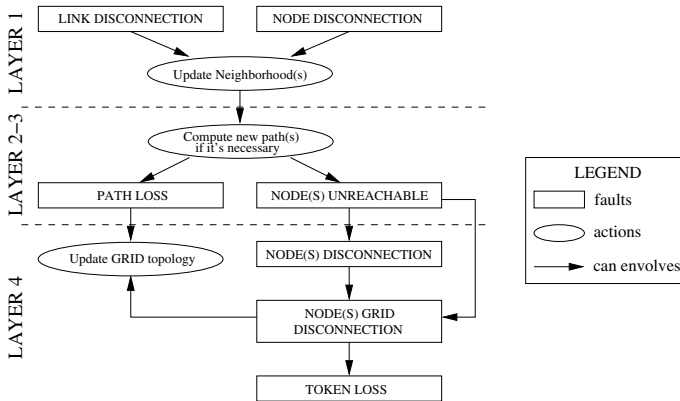 LAYER 1
LINK DISCONNECTION
NODE DISCONNECTION
Update Neighborhood(s)
LAYER 2-3
Compute new path(s)
if it's necessary
PATH LOSS
NODE(S) UNREACHABLE
LAYER 4
Update GRID topology
NODE(S) DISCONNECTION
NODE(S) GRID
DISCONNECTION
TOKEN LOSS
LEGEND
faults
actions
can envolves